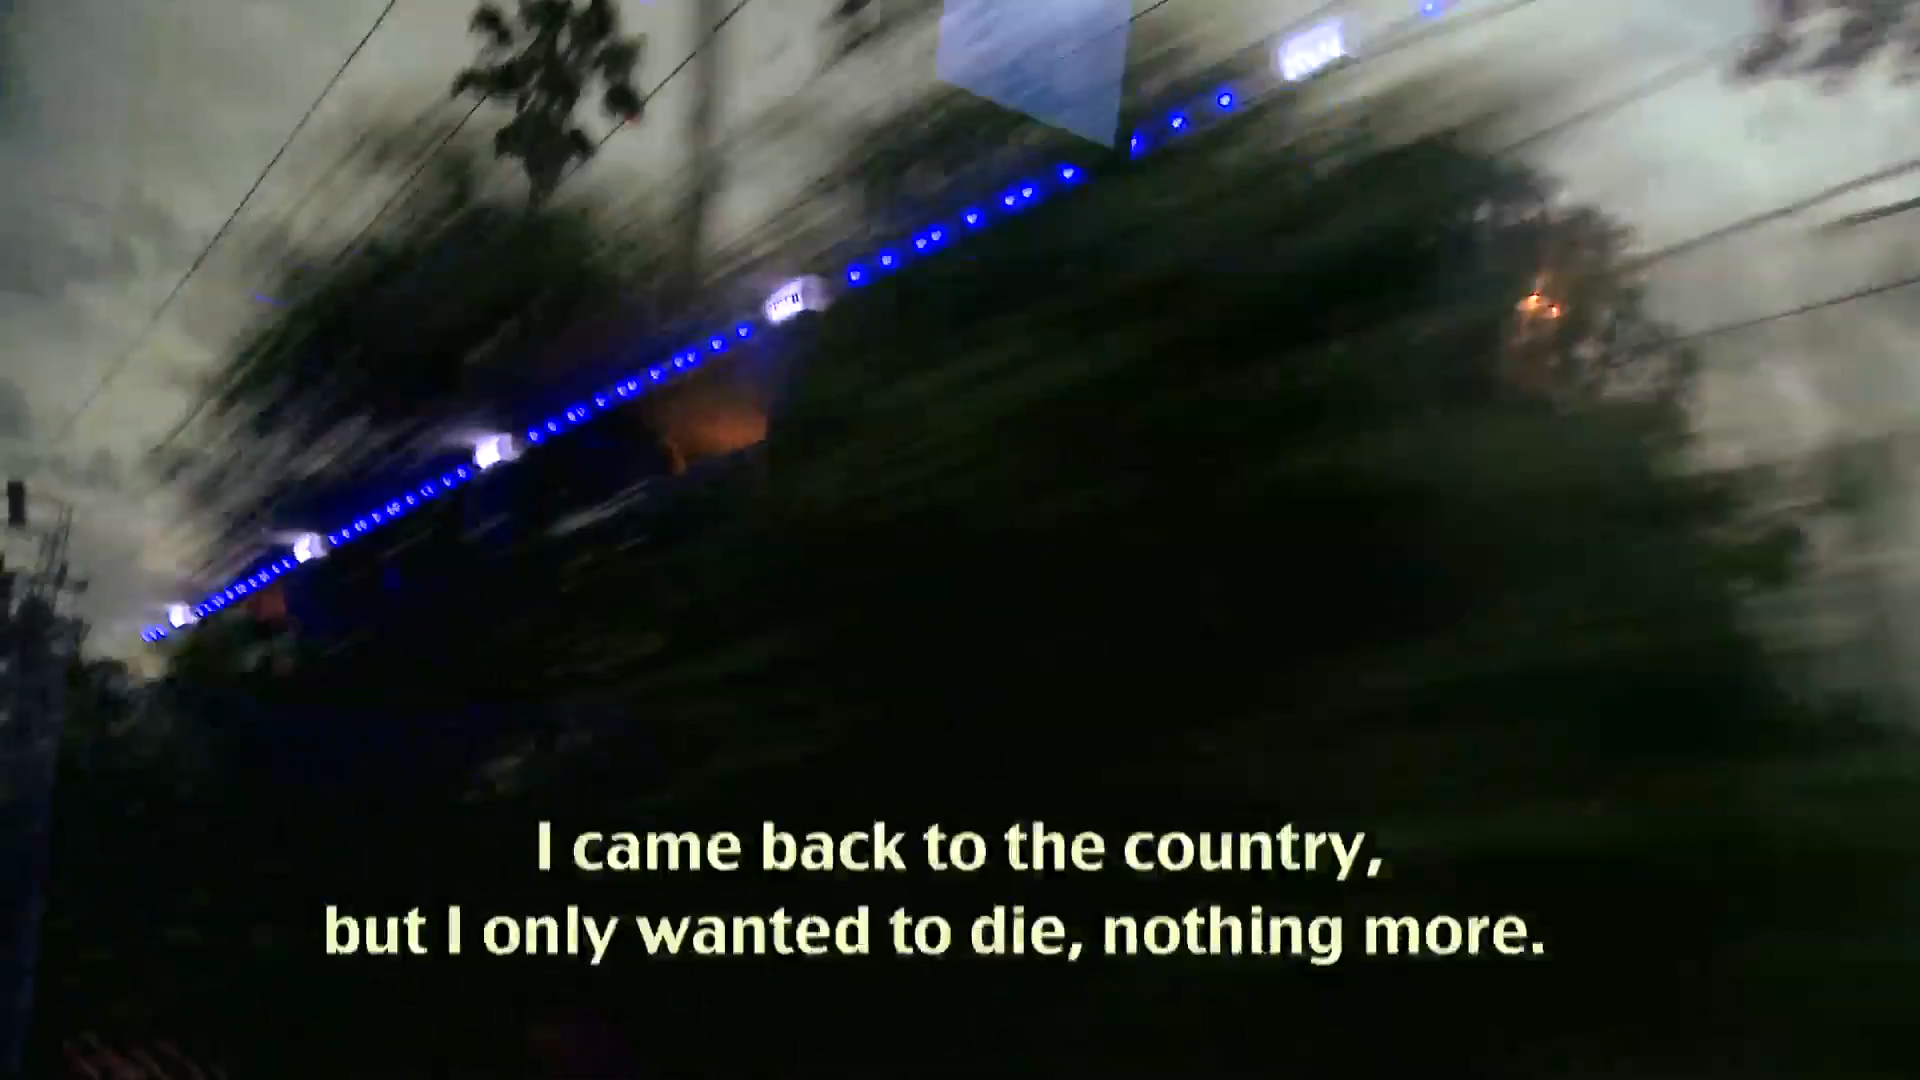 I came back to the country,
but I only wanted to die, nothing more.